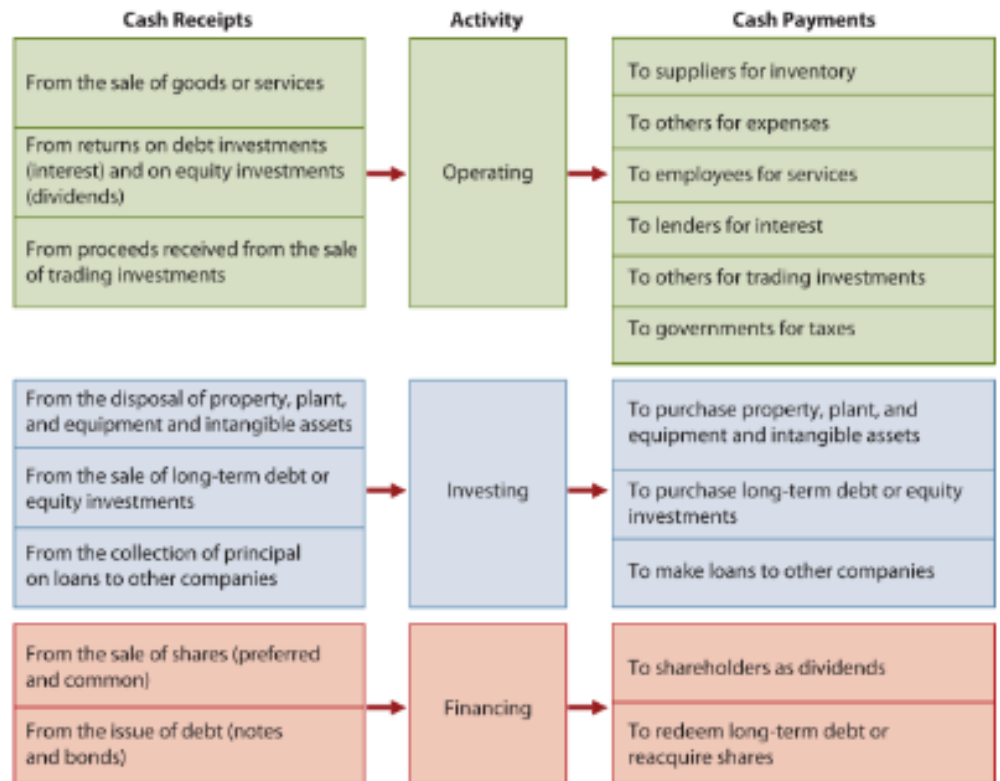 Cash Receipts
Activity
Cash Payments
From the sale of goods or services
From returns on debt investments
(interest) and on equity investments
(dividends)
From proceeds received from the sale
of trading investments
Operating
To suppliers for inventory
To others for expenses
To employees for services
To lenders for interest
To others for trading investments
To governments for taxes
From the disposal of property, plant,
and equipment and intangible assets
From the sale of long-term debt or
equity investments
From the collection of principal
on loans to other companies
Investing
To purchase property, plant, and
equipment and intangible assets
To purchase long-term debt or equity
investments
To make loans to other companies
From the sale of shares (preferred
and common)
From the issue of debt (notes
and bonds)
Financing
To shareholders as dividends
To redeem long-term debt or
reacquire shares